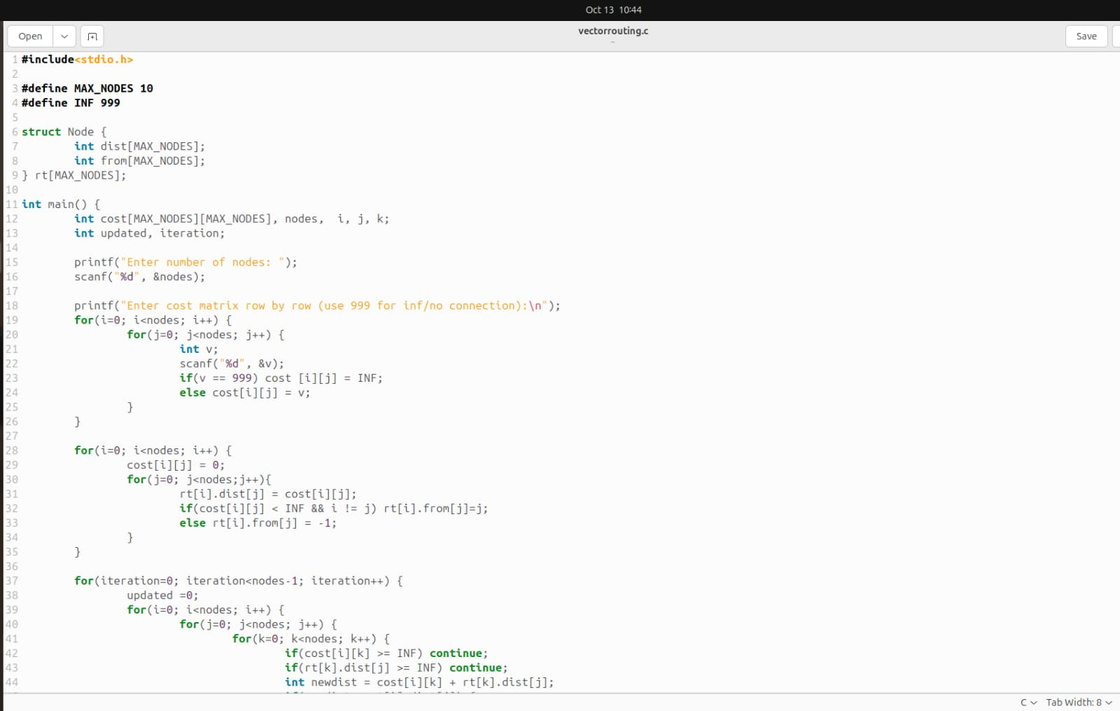 Oct 13 10:44
Open
vectorrouting.c
Save
1 #include<stdio.h>
2
3 #define MAX_NODES 10
4 #define INF 999
5
6 struct Node {
7 int dist[MAX_NODES];
8 int from[MAX_NODES];
9 } rt[MAX_NODES];
10
11 int main() {
12 int cost[MAX_NODES][MAX_NODES], nodes,  i, j, k;
13 int updated, iteration;
14
15 printf("Enter number of nodes: ");
16 scanf("%d", &nodes);
17
18 printf("Enter cost matrix row by row (use 999 for inf/no connection):\n");
19 for(i=0; i<nodes; i++) {
20 for(j=0; j<nodes; j++) {
21 int v;
22 scanf("%d", &v);
23 if(v == 999) cost [i][j] = INF;
24 else cost[i][j] = v;
25 }
26 }
27
28 for(i=0; i<nodes; i++) {
29 cost[i][j] = 0;
30 for(j=0; j<nodes;j++){
31 rt[i].dist[j] = cost[i][j];
32 if(cost[i][j] < INF && i != j) rt[i].from[j]=j;
33 else rt[i].from[j] = -1;
34 }
35 }
36
37 for(iteration=0; iteration<nodes-1; iteration++) {
38 updated =0;
39 for(i=0; i<nodes; i++) {
40 for(j=0; j<nodes; j++) {
41 for(k=0; k<nodes; k++) {
42 if(cost[i][k] >= INF) continue;
43 if(rt[k].dist[j] >= INF) continue;
44 int newdist = cost[i][k] + rt[k].dist[j];
C Tab Width: 8